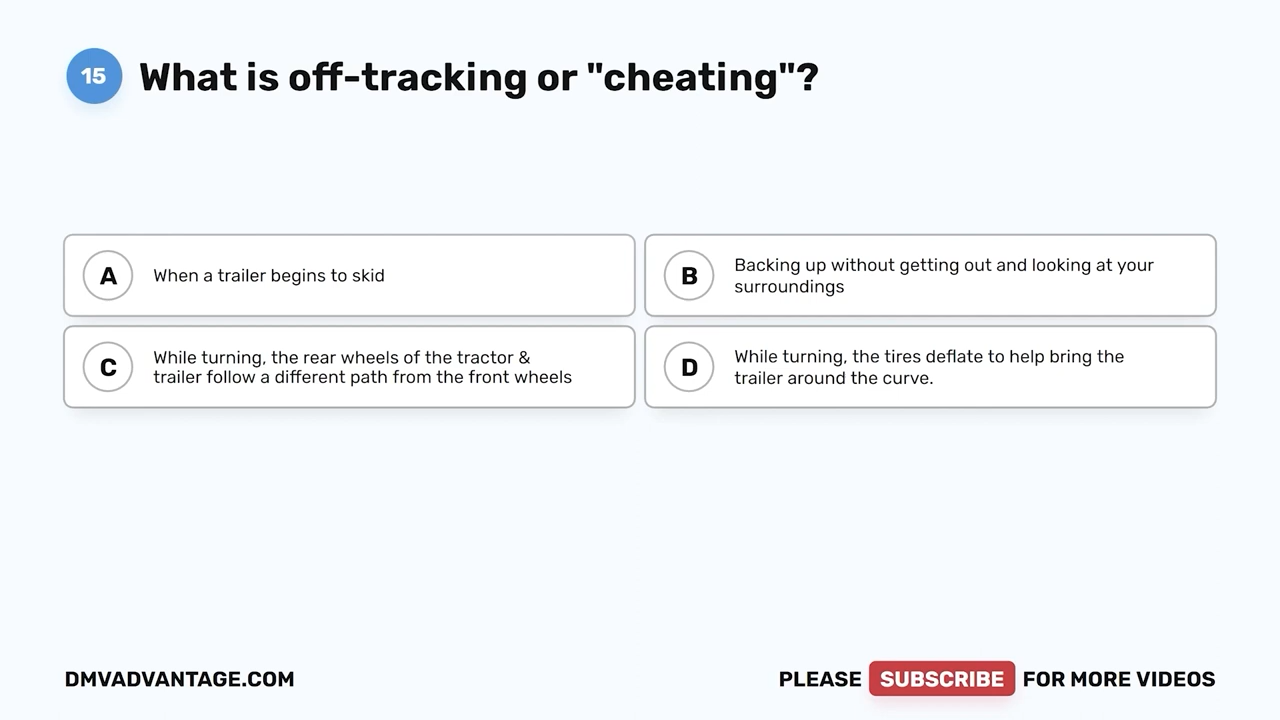 15 What is off-tracking or "cheating"?
A When a trailer begins to skid
B Backing up without getting out and looking at your
surroundings
C While turning, the rear wheels of the tractor &
trailer follow a different path from the front wheels
D While turning, the tires deflate to help bring the
trailer around the curve.
DMVADVANTAGE.COM
PLEASE SUBSCRIBE FOR MORE VIDEOS